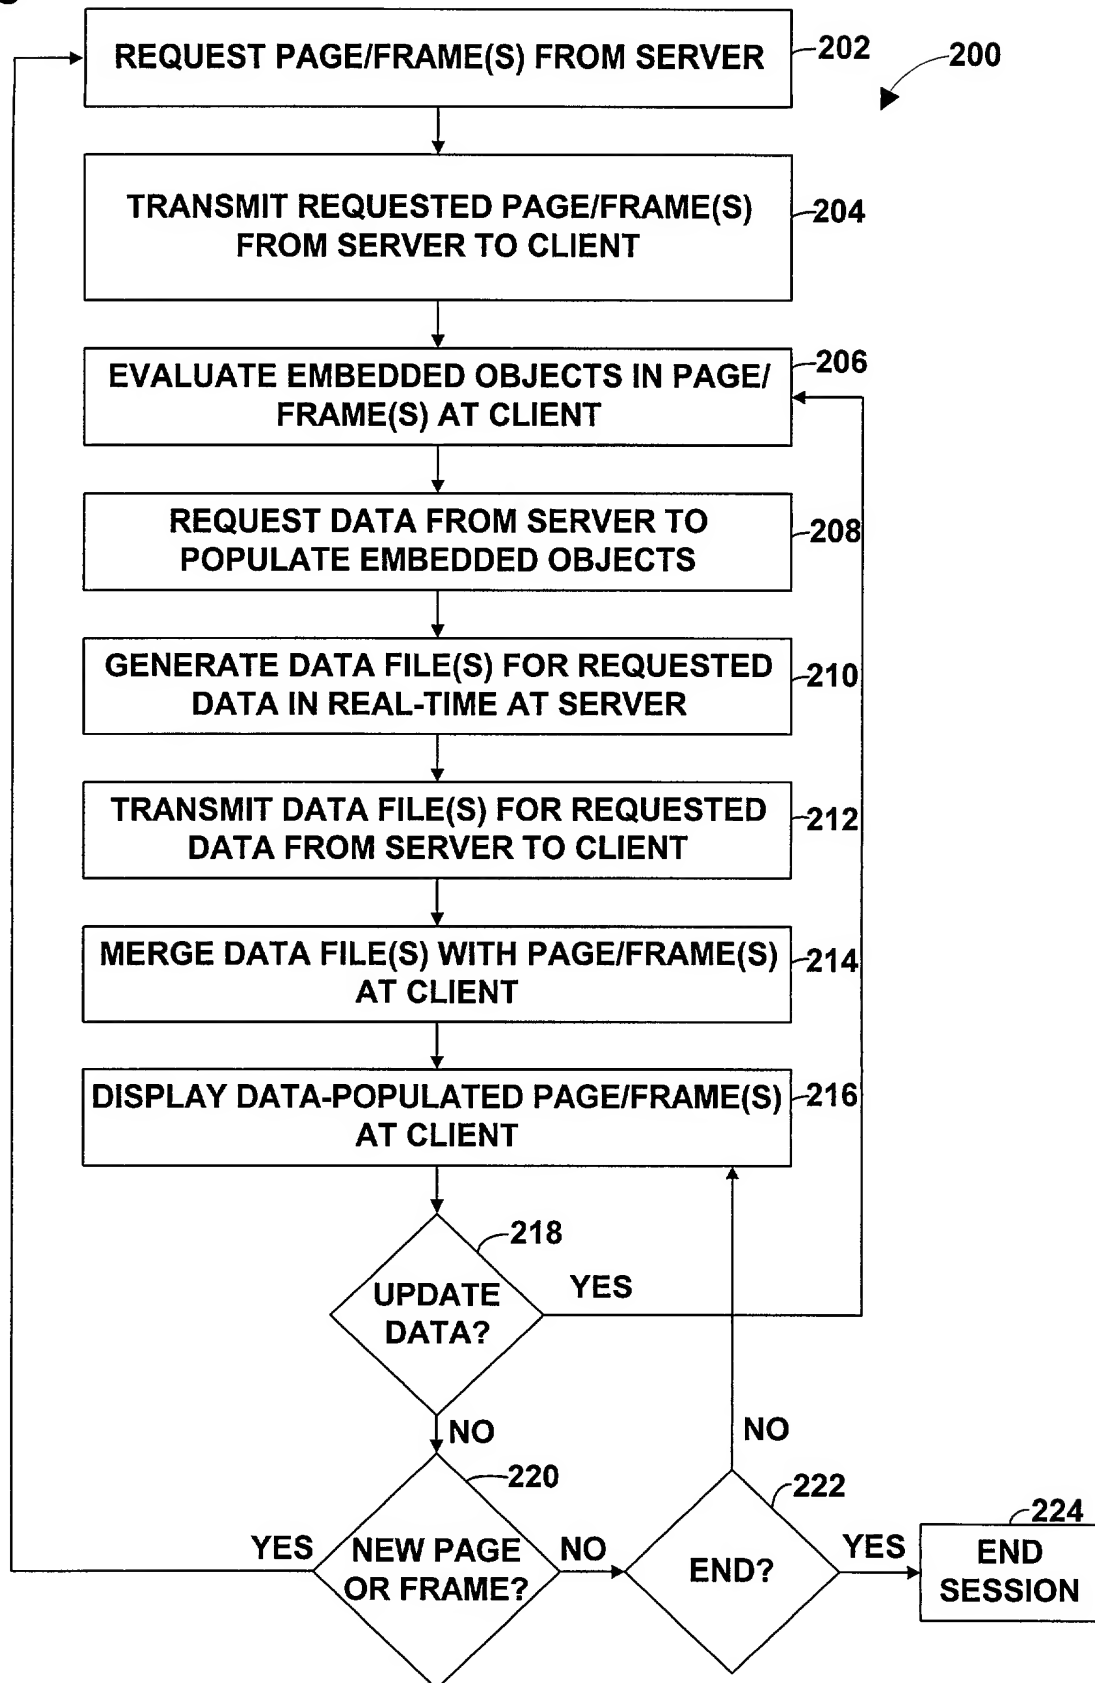 REQUEST PAGE/FRAME(S) FROM SERVER
202
200
TRANSMIT REQUESTED PAGE/FRAME(S)
FROM SERVER TO CLIENT
204
EVALUATE EMBEDDED OBJECTS IN PAGE/
FRAME(S) AT CLIENT
206
REQUEST DATA FROM SERVER TO
POPULATE EMBEDDED OBJECTS
208
GENERATE DATA FILE(S) FOR REQUESTED
DATA IN REAL-TIME AT SERVER
210
TRANSMIT DATA FILE(S) FOR REQUESTED
DATA FROM SERVER TO CLIENT
212
MERGE DATA FILE(S) WITH PAGE/FRAME(S)
AT CLIENT
214
DISPLAY DATA-POPULATED PAGE/FRAME(S)
AT CLIENT
216
218
UPDATE
DATA?
YES
NO
220
NEW PAGE
OR FRAME?
YES
NO
222
END?
NO
YES
224
END
SESSION